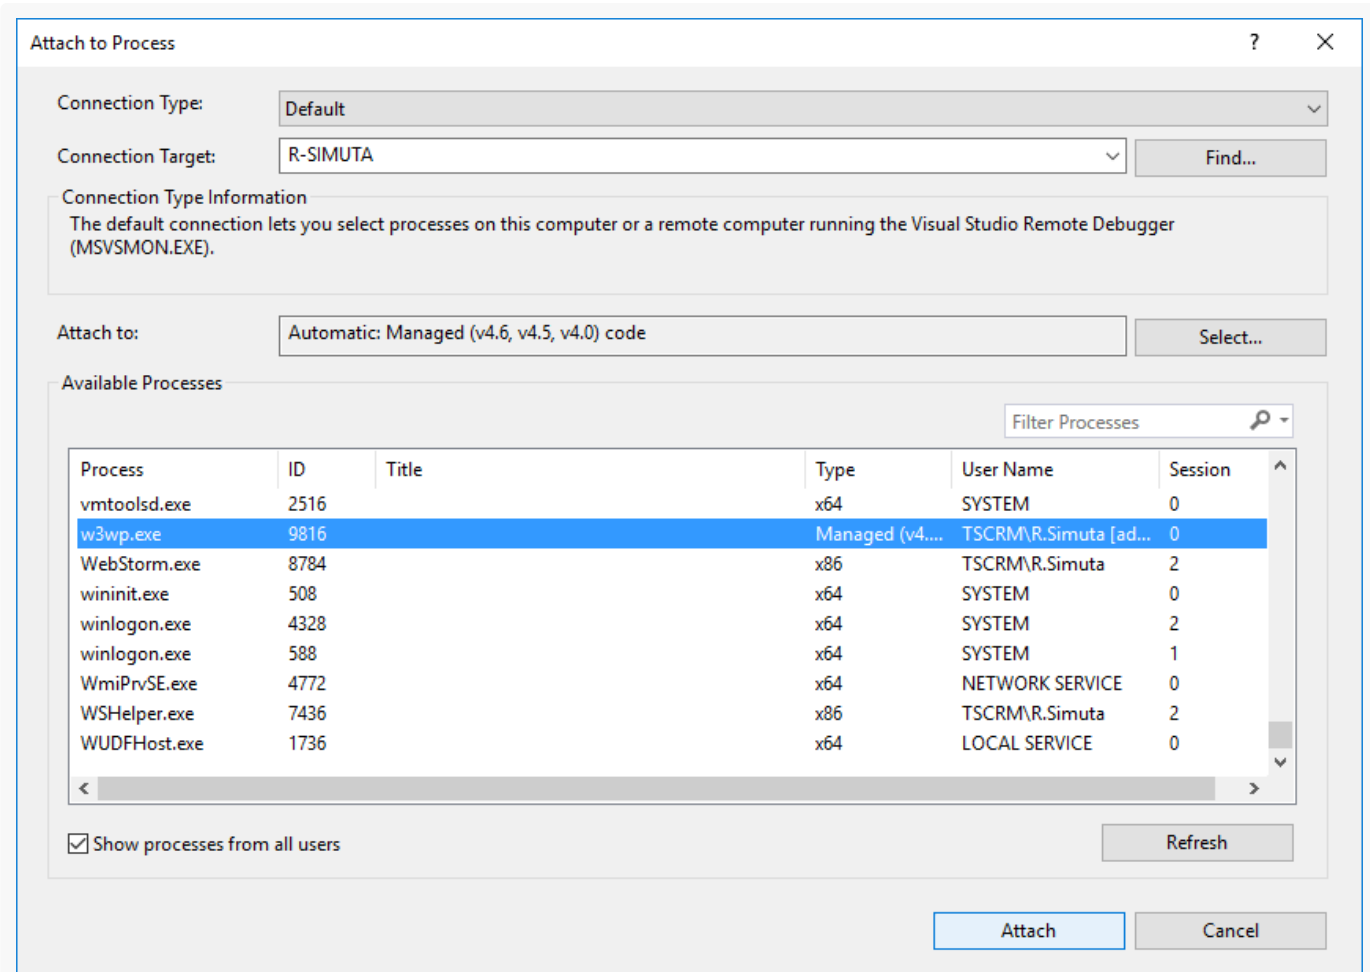 Attach to Process ?
Connection Type: Default
Connection Target: R-SIMUTA Find...
Connection Type Information
The default connection lets you select processes on this computer or a remote computer running the Visual Studio Remote Debugger
(MSVSMON.EXE).
Attach to: Automatic: Managed (v4.6, v4.5, v4.0) code Select...
Available Processes
Filter Processes
Process ID Title Type User Name Session
vmtoolsd.exe 2516 x64 SYSTEM 0
w3wp.exe 9816 Managed (v4.... TSCRM\R.Simuta [ad... 0
WebStorm.exe 8784 x86 TSCRM\R.Simuta 2
wininit.exe 508 x64 SYSTEM 0
winlogon.exe 4328 x64 SYSTEM 2
winlogon.exe 588 x64 SYSTEM 1
WmiPrvSE.exe 4772 x64 NETWORK SERVICE 0
WSHelper.exe 7436 x86 TSCRM\R.Simuta 2
WUDFHost.exe 1736 x64 LOCAL SERVICE 0
Show processes from all users Refresh
Attach Cancel